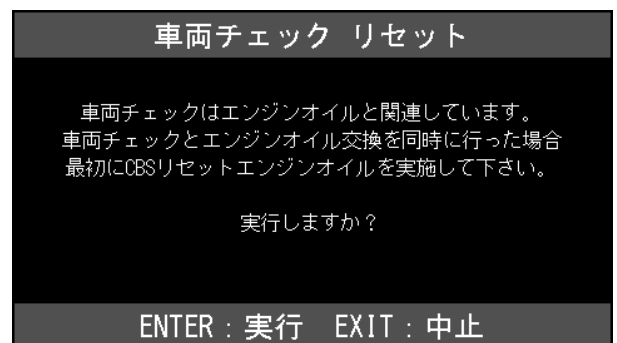 車両チェック リセット
車両チェックはエンジンオイルと関連しています。
車両チェックとエンジンオイル交換を同時に行った場合
最初にCBSリセットエンジンオイルを実施して下さい。
実行しますか？
ENTER：実行 EXIT：中止